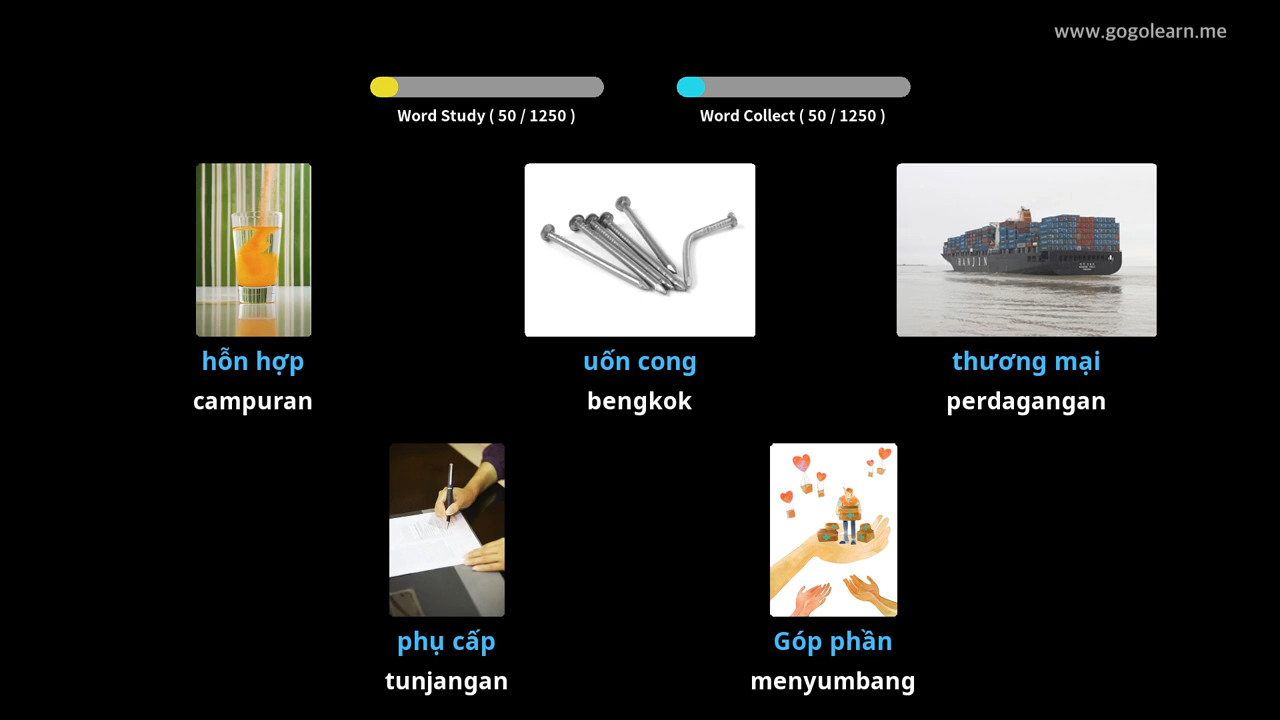 www.gogolearn.me
Word Study ( 50 / 1250 )
Word Collect ( 50 / 1250 )
HANJIN
hỗn hợp
uốn cong
thương mại
campuran
bengkok
perdagangan
phụ cấp
Góp phần
tunjangan
menyumbang